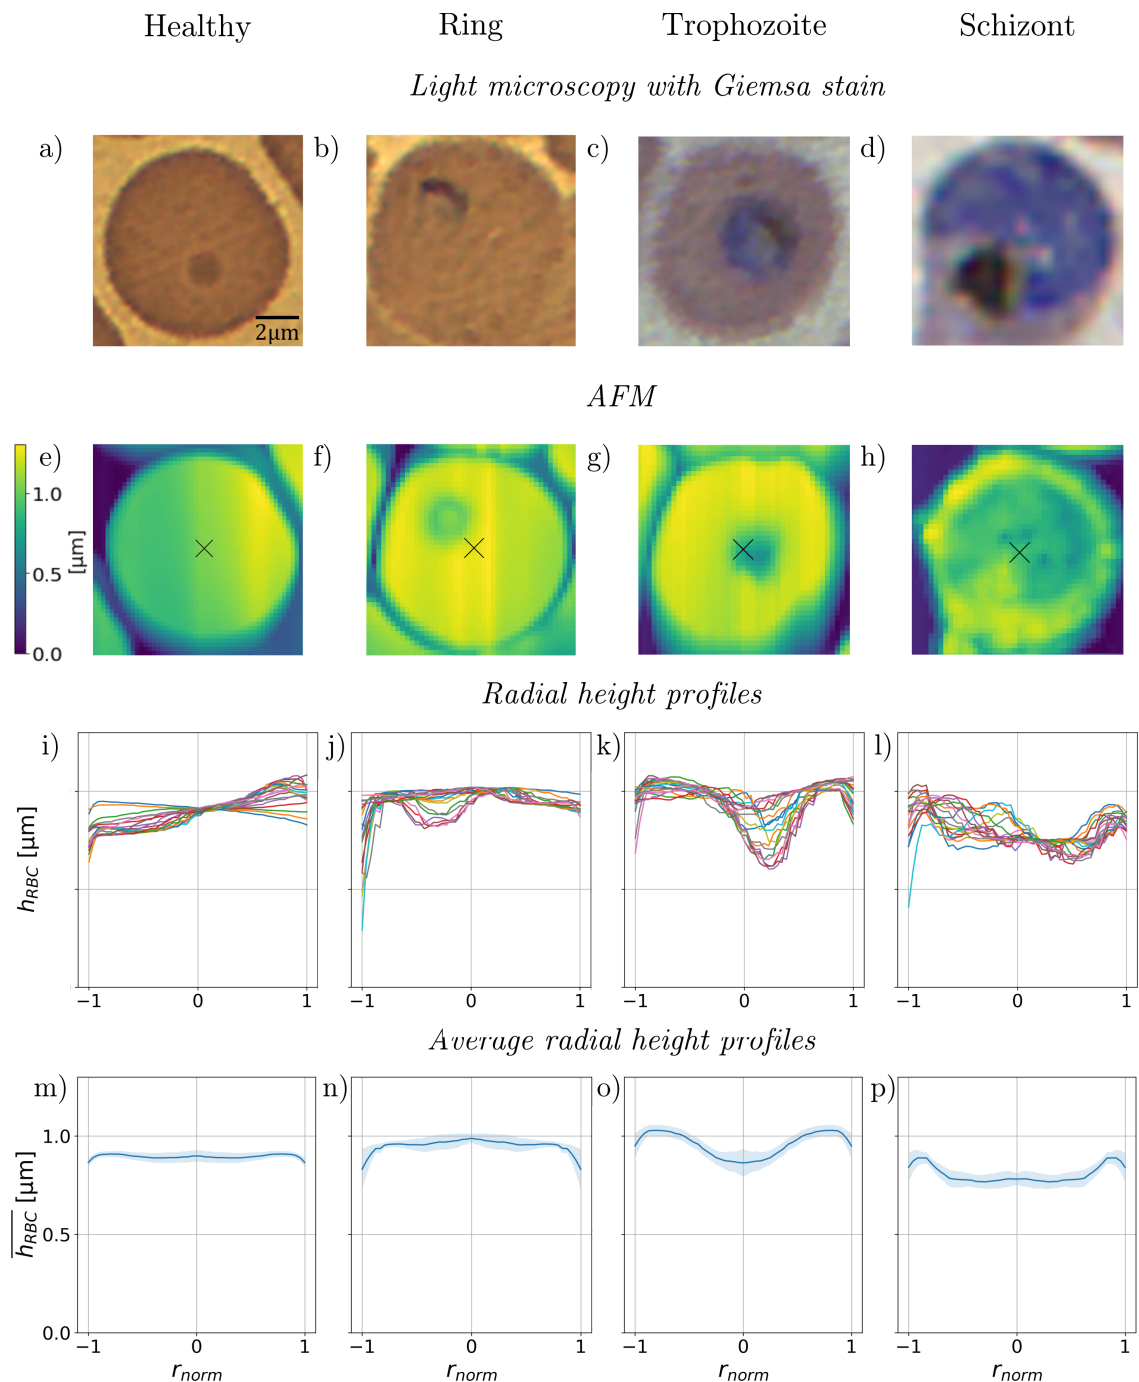 Healthy Ring Trophozoite Schizont
Light microscopy with Giemsa stain
a) b) c) d)
2µm
AFM
e) f) g) h)
1.0
0.5
0.0
[µm]
Radial height profiles
i) j) k) l)
h_RBC [µm]
−1 0 1 −1 0 1 −1 0 1 −1 0 1
Average radial height profiles
m) n) o) p)
1.0
0.5
0.0
h_RBC [µm]
−1 0 1 −1 0 1 −1 0 1 −1 0 1
r_norm r_norm r_norm r_norm